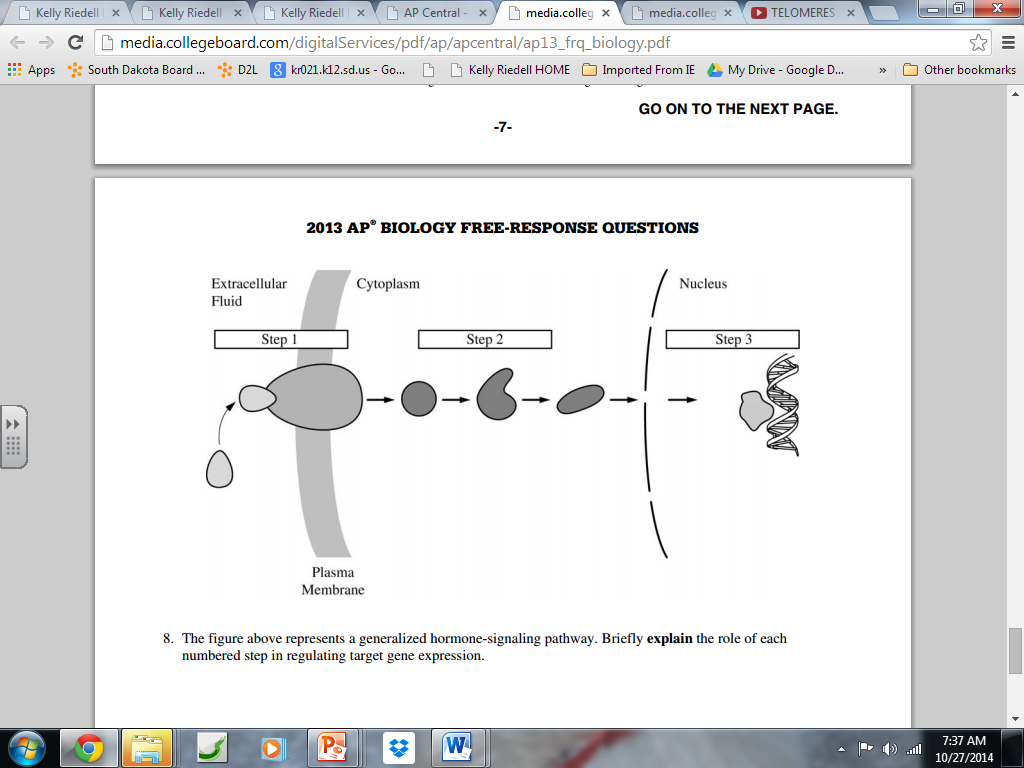 Kelly Riedell
Kelly Riedell
Kelly Riedell
AP Central -
media.colleg
media.colleg
TELOMERES
media.collegeboard.com/digitalServices/pdf/ap/apcentral/ap13_frq_biology.pdf
Apps
South Dakota Board ...
D2L
kr021.k12.sd.us - Go...
Kelly Riedell HOME
Imported From IE
My Drive - Google D...
»
Other bookmarks
GO ON TO THE NEXT PAGE.
-7-
2013 AP® BIOLOGY FREE-RESPONSE QUESTIONS
Extracellular
Fluid
Cytoplasm
Nucleus
Step 1
Step 2
Step 3
Plasma
Membrane
8. The figure above represents a generalized hormone-signaling pathway. Briefly explain the role of each
numbered step in regulating target gene expression.
7:37 AM
10/27/2014